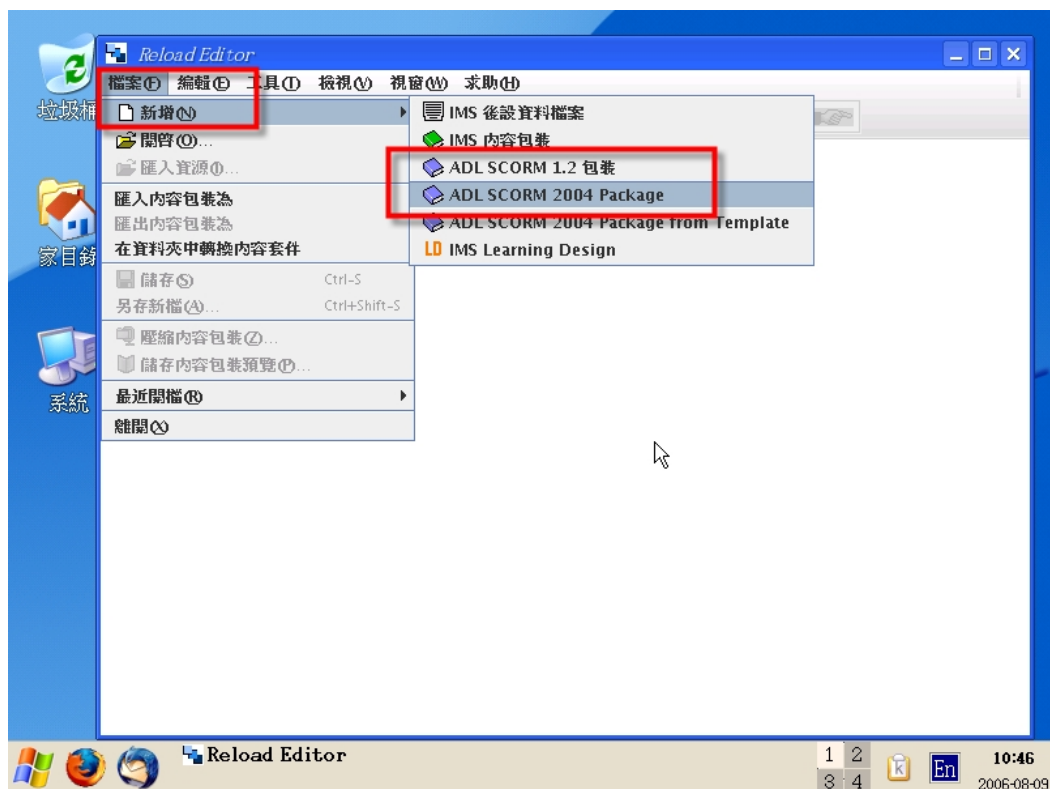 Reload Editor
檔案(F) 編輯(E) 工具(T) 檢視(V) 視窗(W) 求助(H)
新增(N)
開啓(O)...
匯入資源(I)...
匯入內容包裝為
匯出內容包裝為
在資料夾中轉換內容套件
儲存(S) Ctrl-S
另存新檔(A)... Ctrl+Shift-S
壓縮內容包裝(Z)...
儲存內容包裝預覽(P)...
最近開檔(R)
離開(X)
IMS 後設資料檔案
IMS 內容包裝
ADL SCORM 1.2 包裝
ADL SCORM 2004 Package
ADL SCORM 2004 Package from Template
LD IMS Learning Design
垃圾桶
家目錄
系統
Reload Editor
1 2
3 4
K
En
10:46
2006-08-09